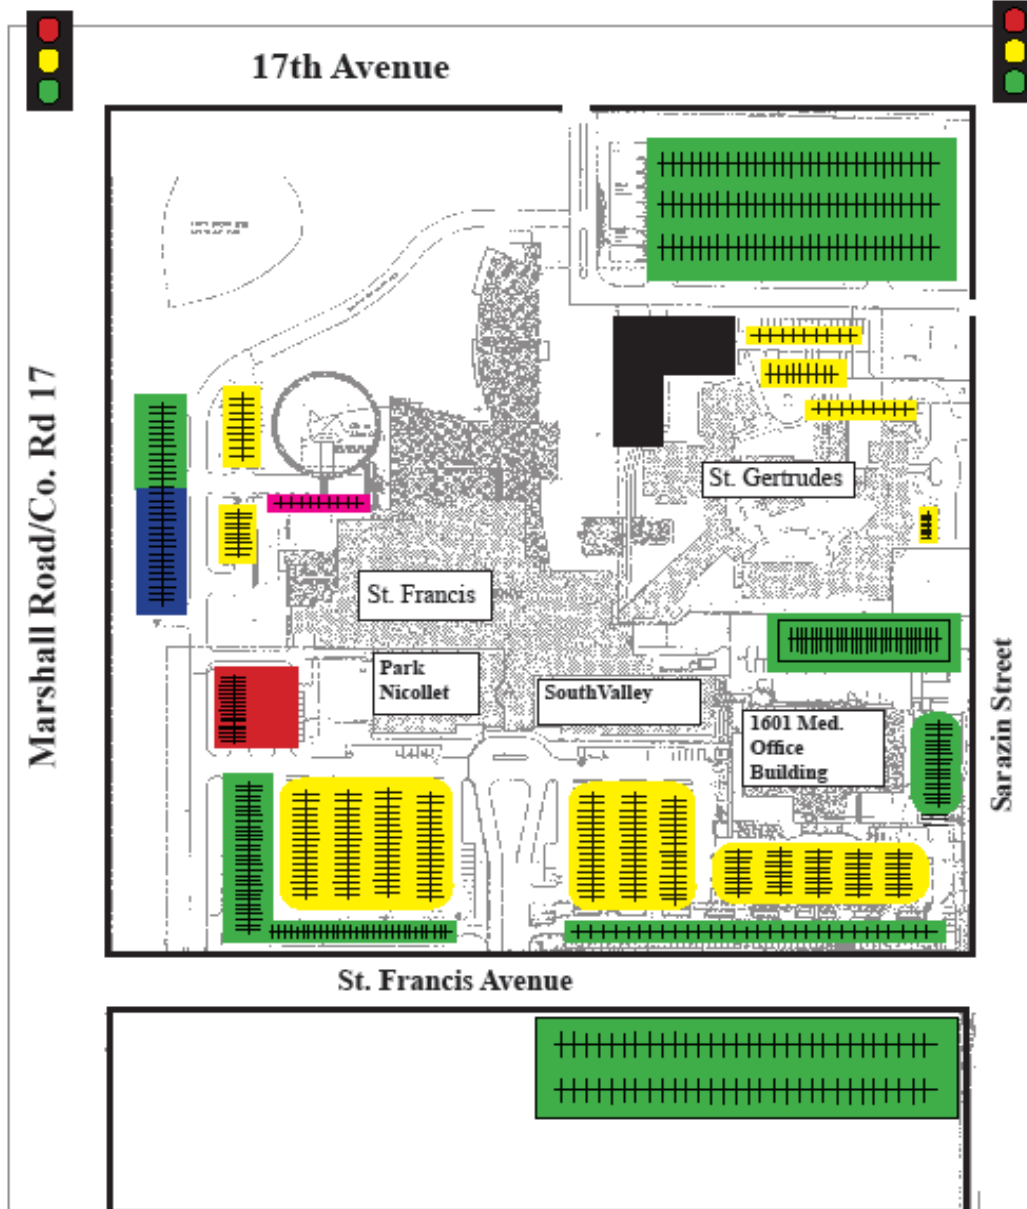 17th Avenue
Marshall Road/Co. Rd 17
St. Gertrudes
St. Francis
Park
Nicollet
SouthValley
1601 Med.
Office
Building
Sarazin Street
St. Francis Avenue